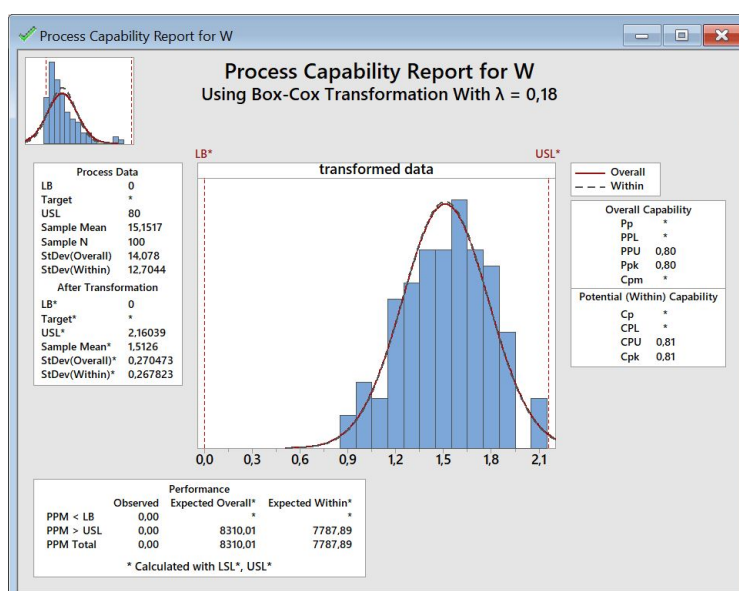 Process Capability Report for W
Process Capability Report for W
Using Box-Cox Transformation With λ = 0,18
LB*
USL*
transformed data
Process Data
LB 0
Target *
USL 80
Sample Mean 15,1517
Sample N 100
StDev(Overall) 14,078
StDev(Within) 12,7044
After Transformation
LB* 0
Target* *
USL* 2,16039
Sample Mean* 1,5126
StDev(Overall)* 0,270473
StDev(Within)* 0,267823
Overall
Within
Overall Capability
Pp *
PPL *
PPU 0,80
Ppk 0,80
Cpm *
Potential (Within) Capability
Cp *
CPL *
CPU 0,81
Cpk 0,81
0,0 0,3 0,6 0,9 1,2 1,5 1,8 2,1
Performance
Observed Expected Overall* Expected Within*
PPM < LB 0,00 * *
PPM > USL 0,00 8310,01 7787,89
PPM Total 0,00 8310,01 7787,89
* Calculated with LSL*, USL*